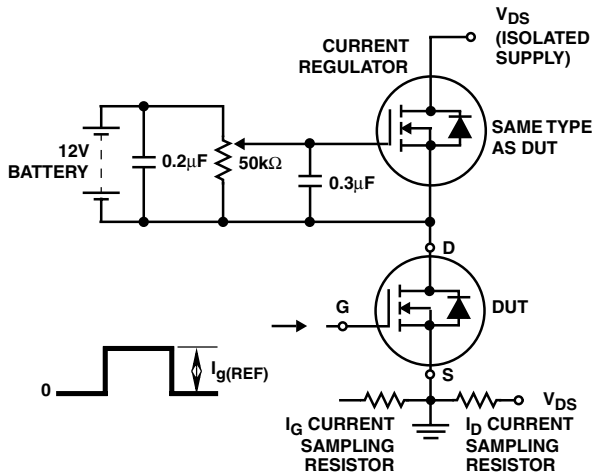 V_DS
(ISOLATED
SUPPLY)
CURRENT
REGULATOR
SAME TYPE
AS DUT
12V
BATTERY
0.2μF
50kΩ
0.3μF
D
G
DUT
S
0
I_g(REF)
V_DS
I_G CURRENT
SAMPLING
RESISTOR
I_D CURRENT
SAMPLING
RESISTOR